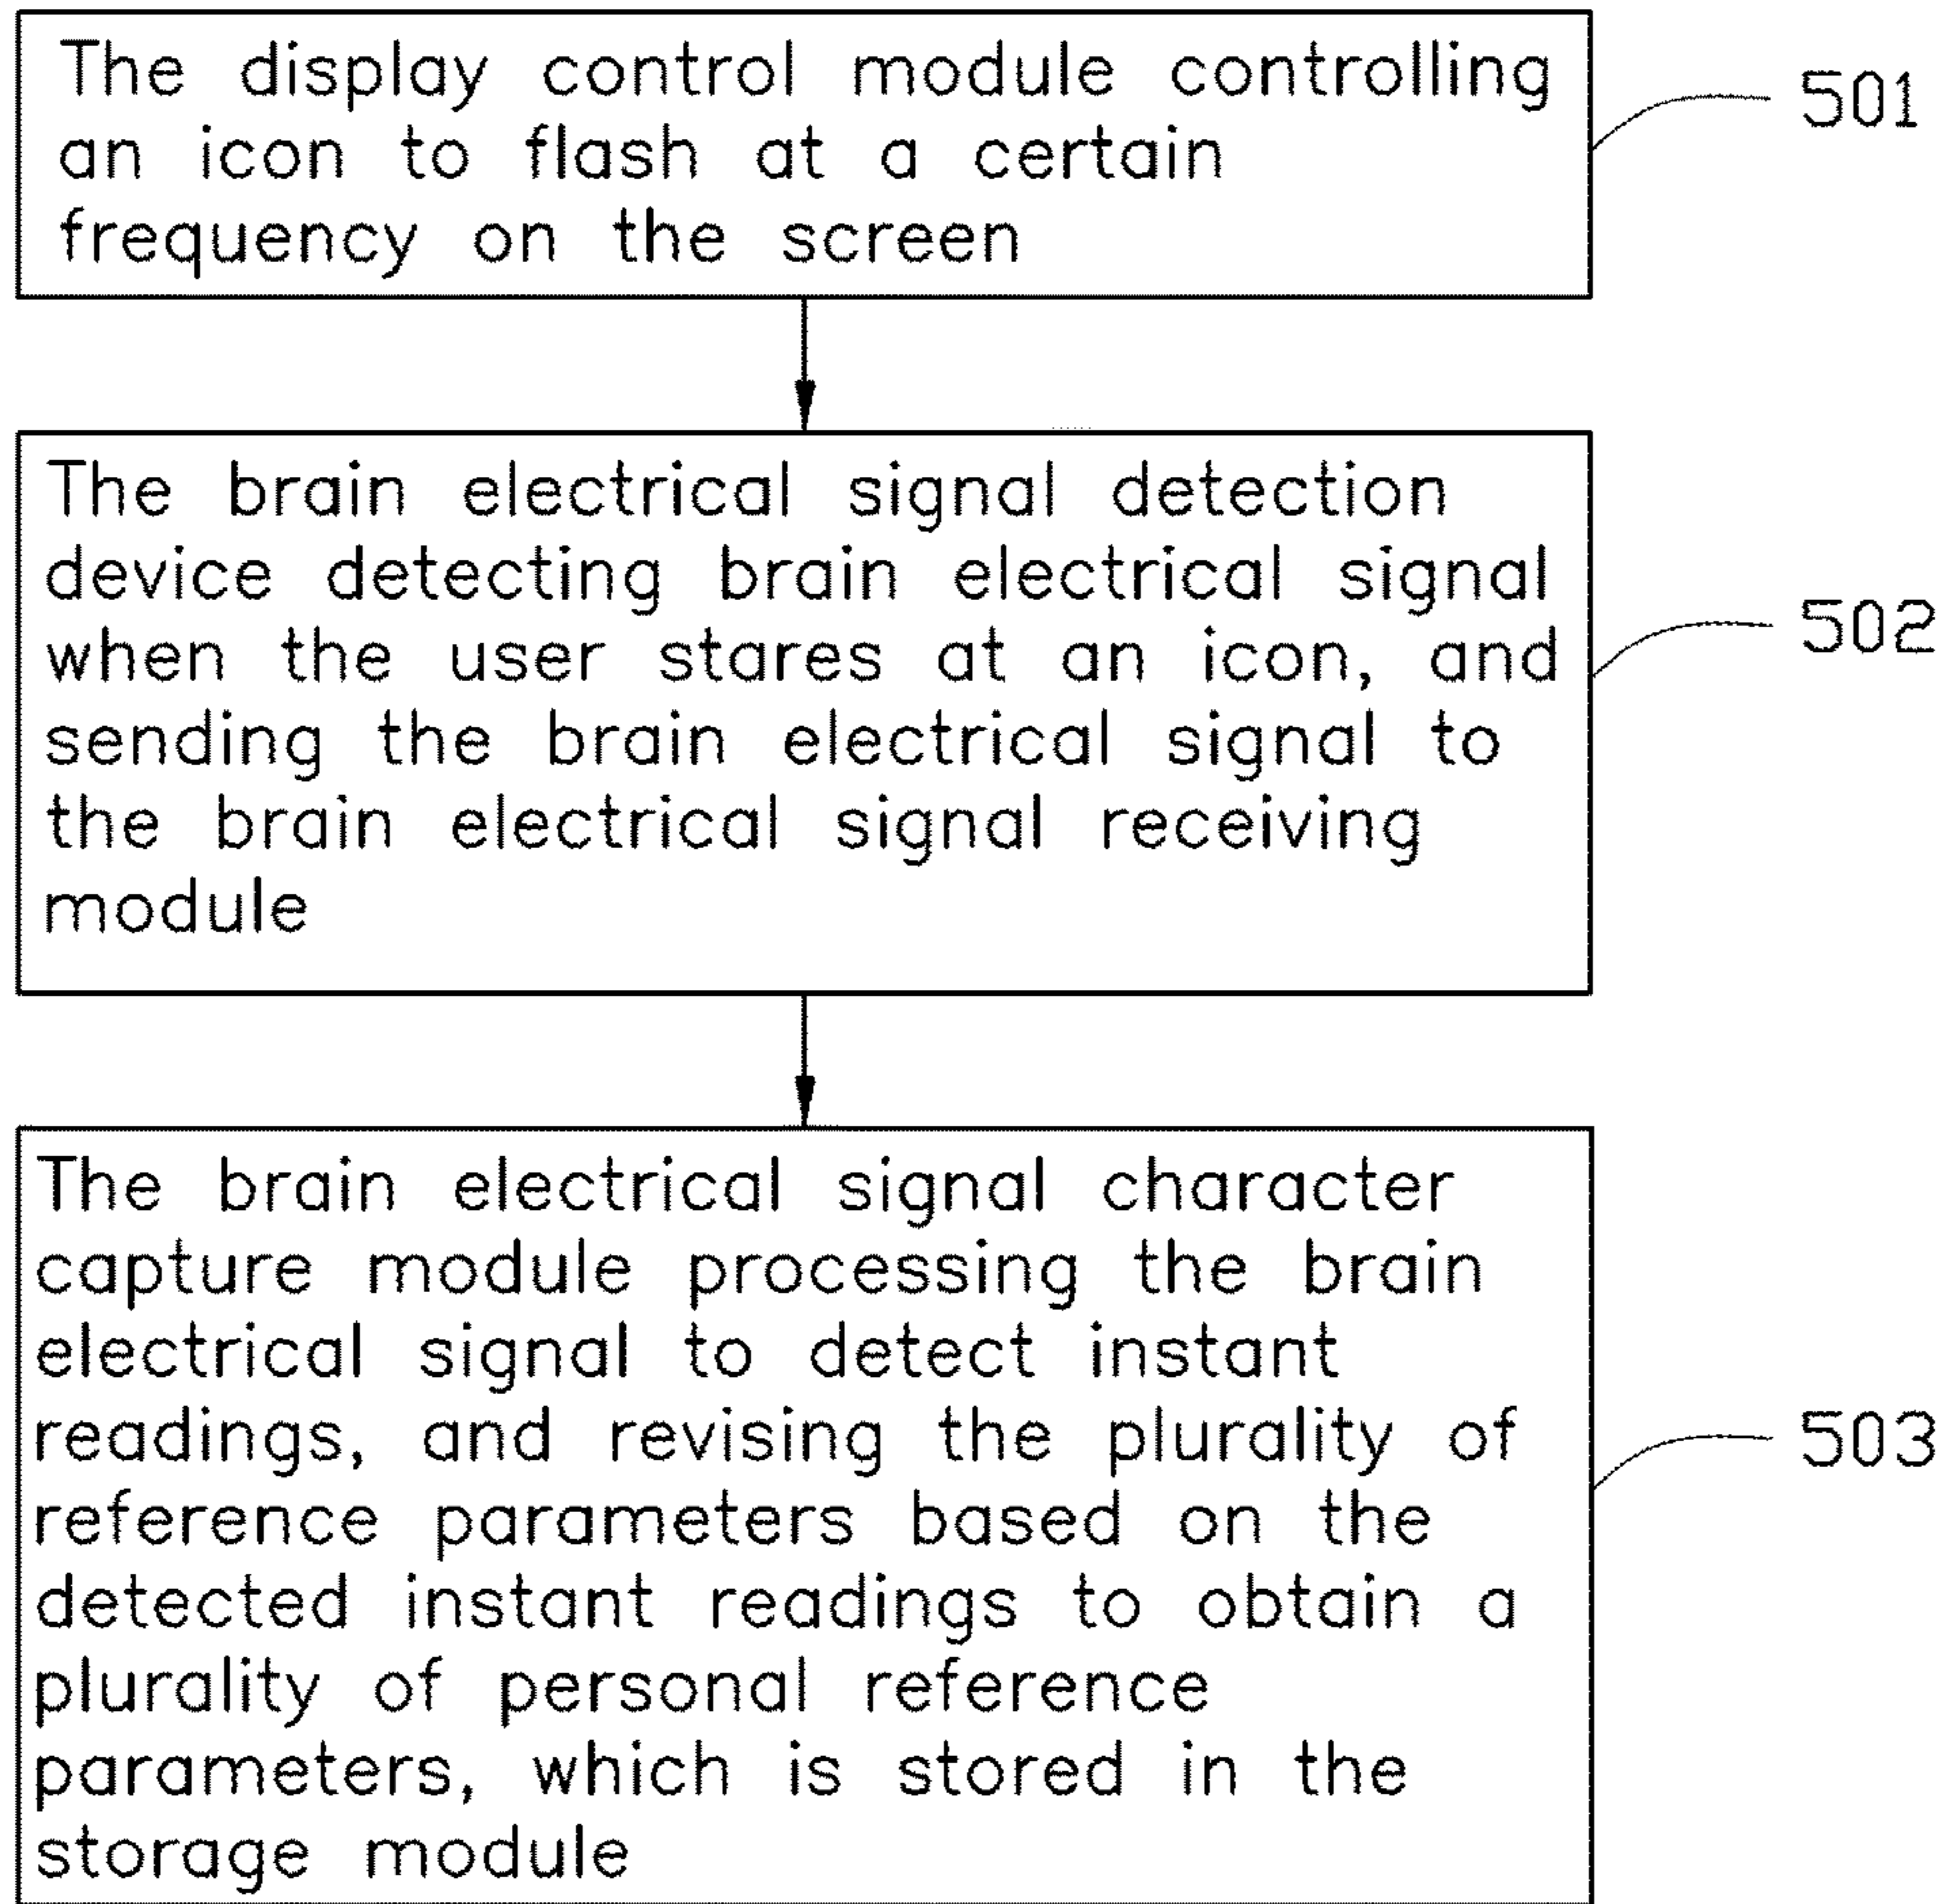 The display control module controlling
an icon to flash at a certain
frequency on the screen
501
The brain electrical signal detection
device detecting brain electrical signal
when the user stares at an icon, and
sending the brain electrical signal to
the brain electrical signal receiving
module
502
The brain electrical signal character
capture module processing the brain
electrical signal to detect instant
readings, and revising the plurality of
reference parameters based on the
detected instant readings to obtain a
plurality of personal reference
parameters, which is stored in the
storage module
503